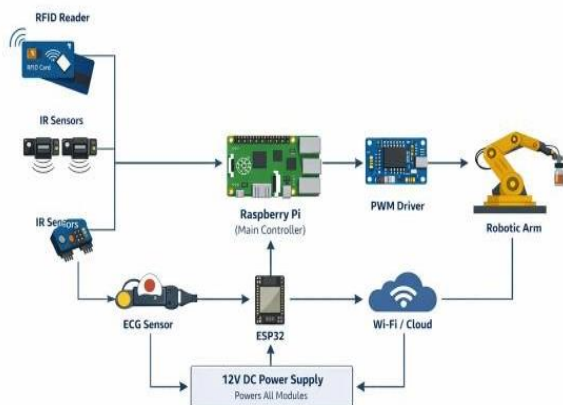 RFID Reader
RFID Card
IR Sensors
IR Sensors
Raspberry Pi
(Main Controller)
PWM Driver
Robotic Arm
ECG Sensor
ESP32
Wi-Fi / Cloud
12V DC Power Supply
Powers All Modules